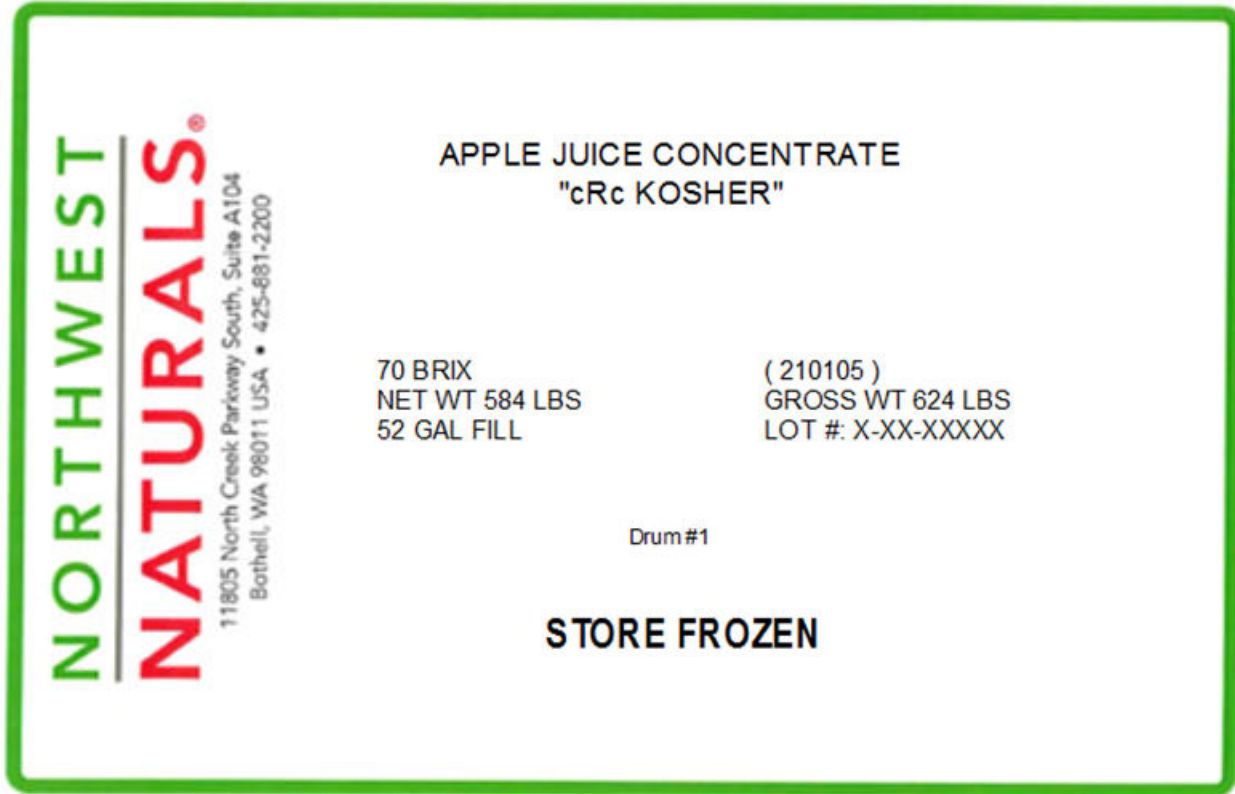 NORTHWEST
NATURALS®
11805 North Creek Parkway South, Suite A104
Bothell, WA 98011 USA • 425-881-2200
APPLE JUICE CONCENTRATE
"cRc KOSHER"
70 BRIX
NET WT 584 LBS
52 GAL FILL
( 210105 )
GROSS WT 624 LBS
LOT #: X-XX-XXXXX
Drum #1
STORE FROZEN